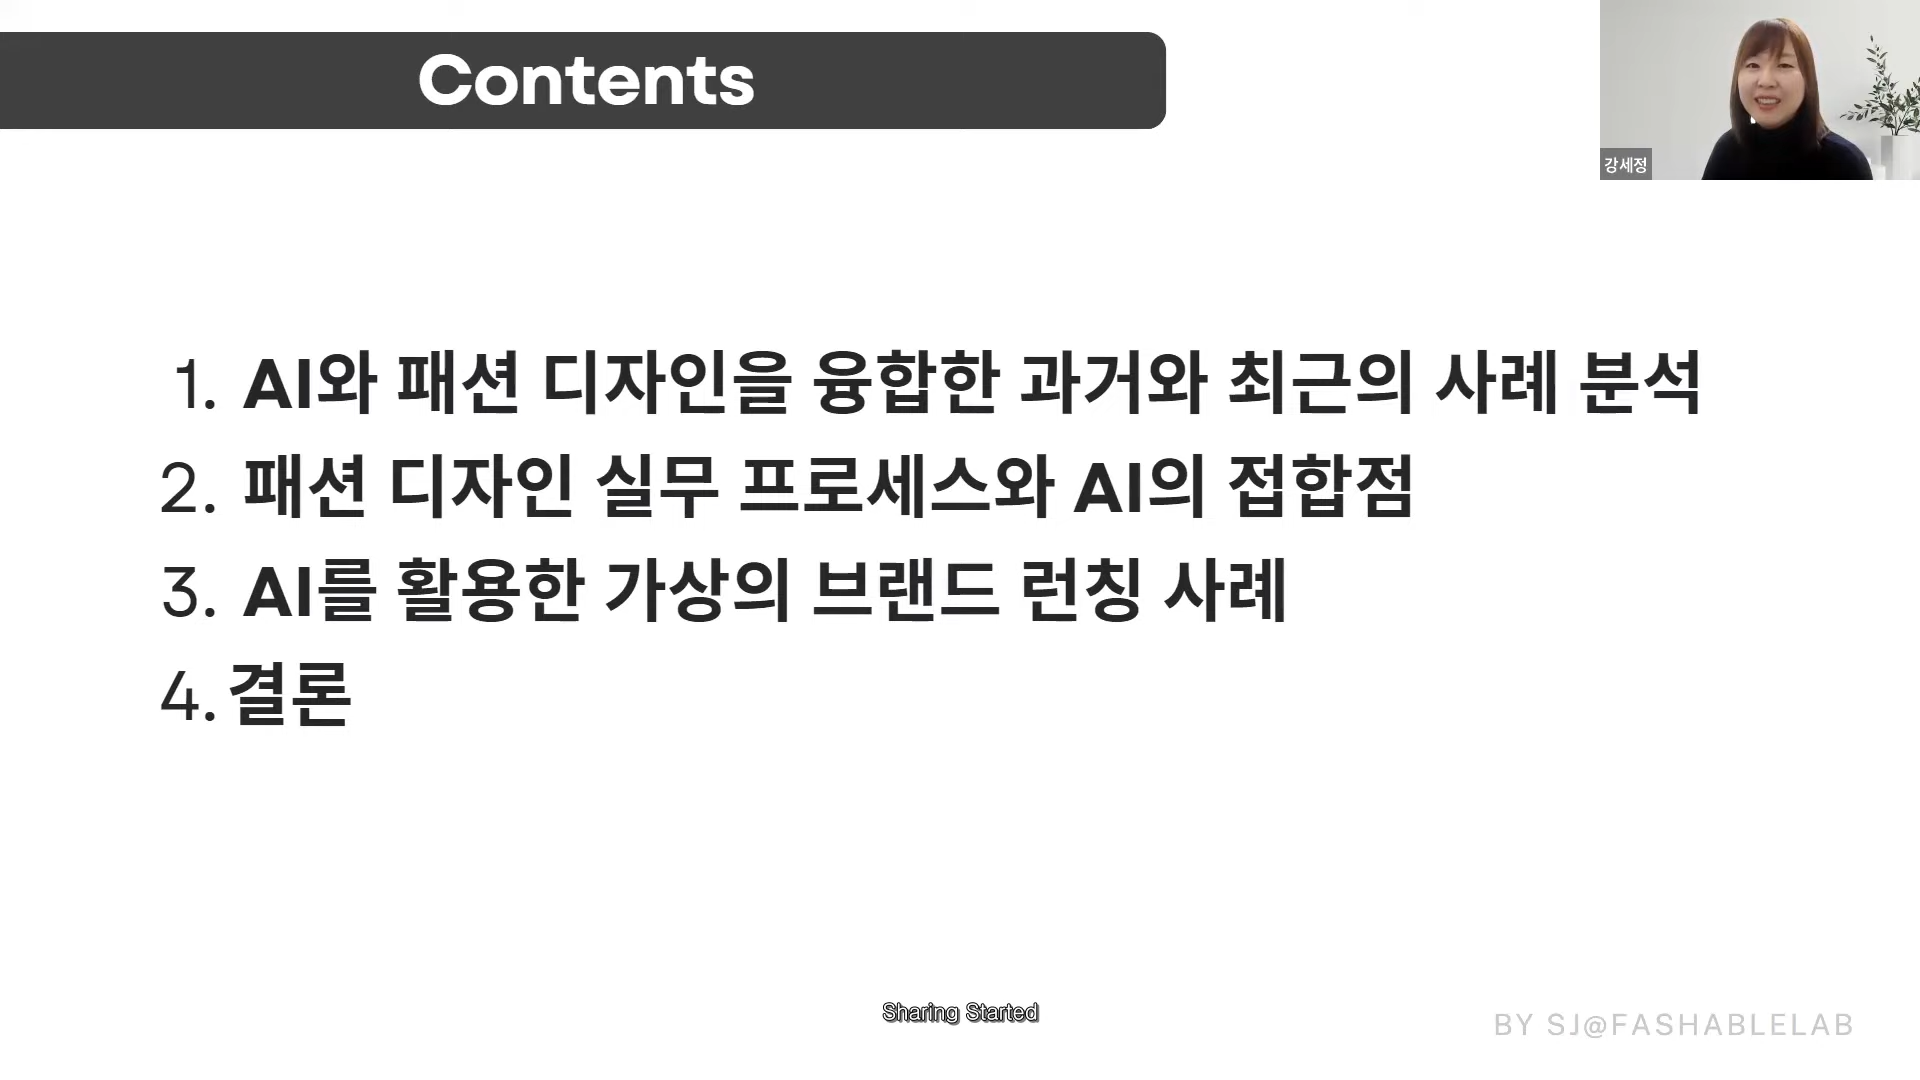 Contents
강세정
1. AI와 패션 디자인을 융합한 과거와 최근의 사례 분석
2. 패션 디자인 실무 프로세스와 AI의 접합점
3. AI를 활용한 가상의 브랜드 런칭 사례
4. 결론
Sharing Started
BY SJ@FASHABLELAB